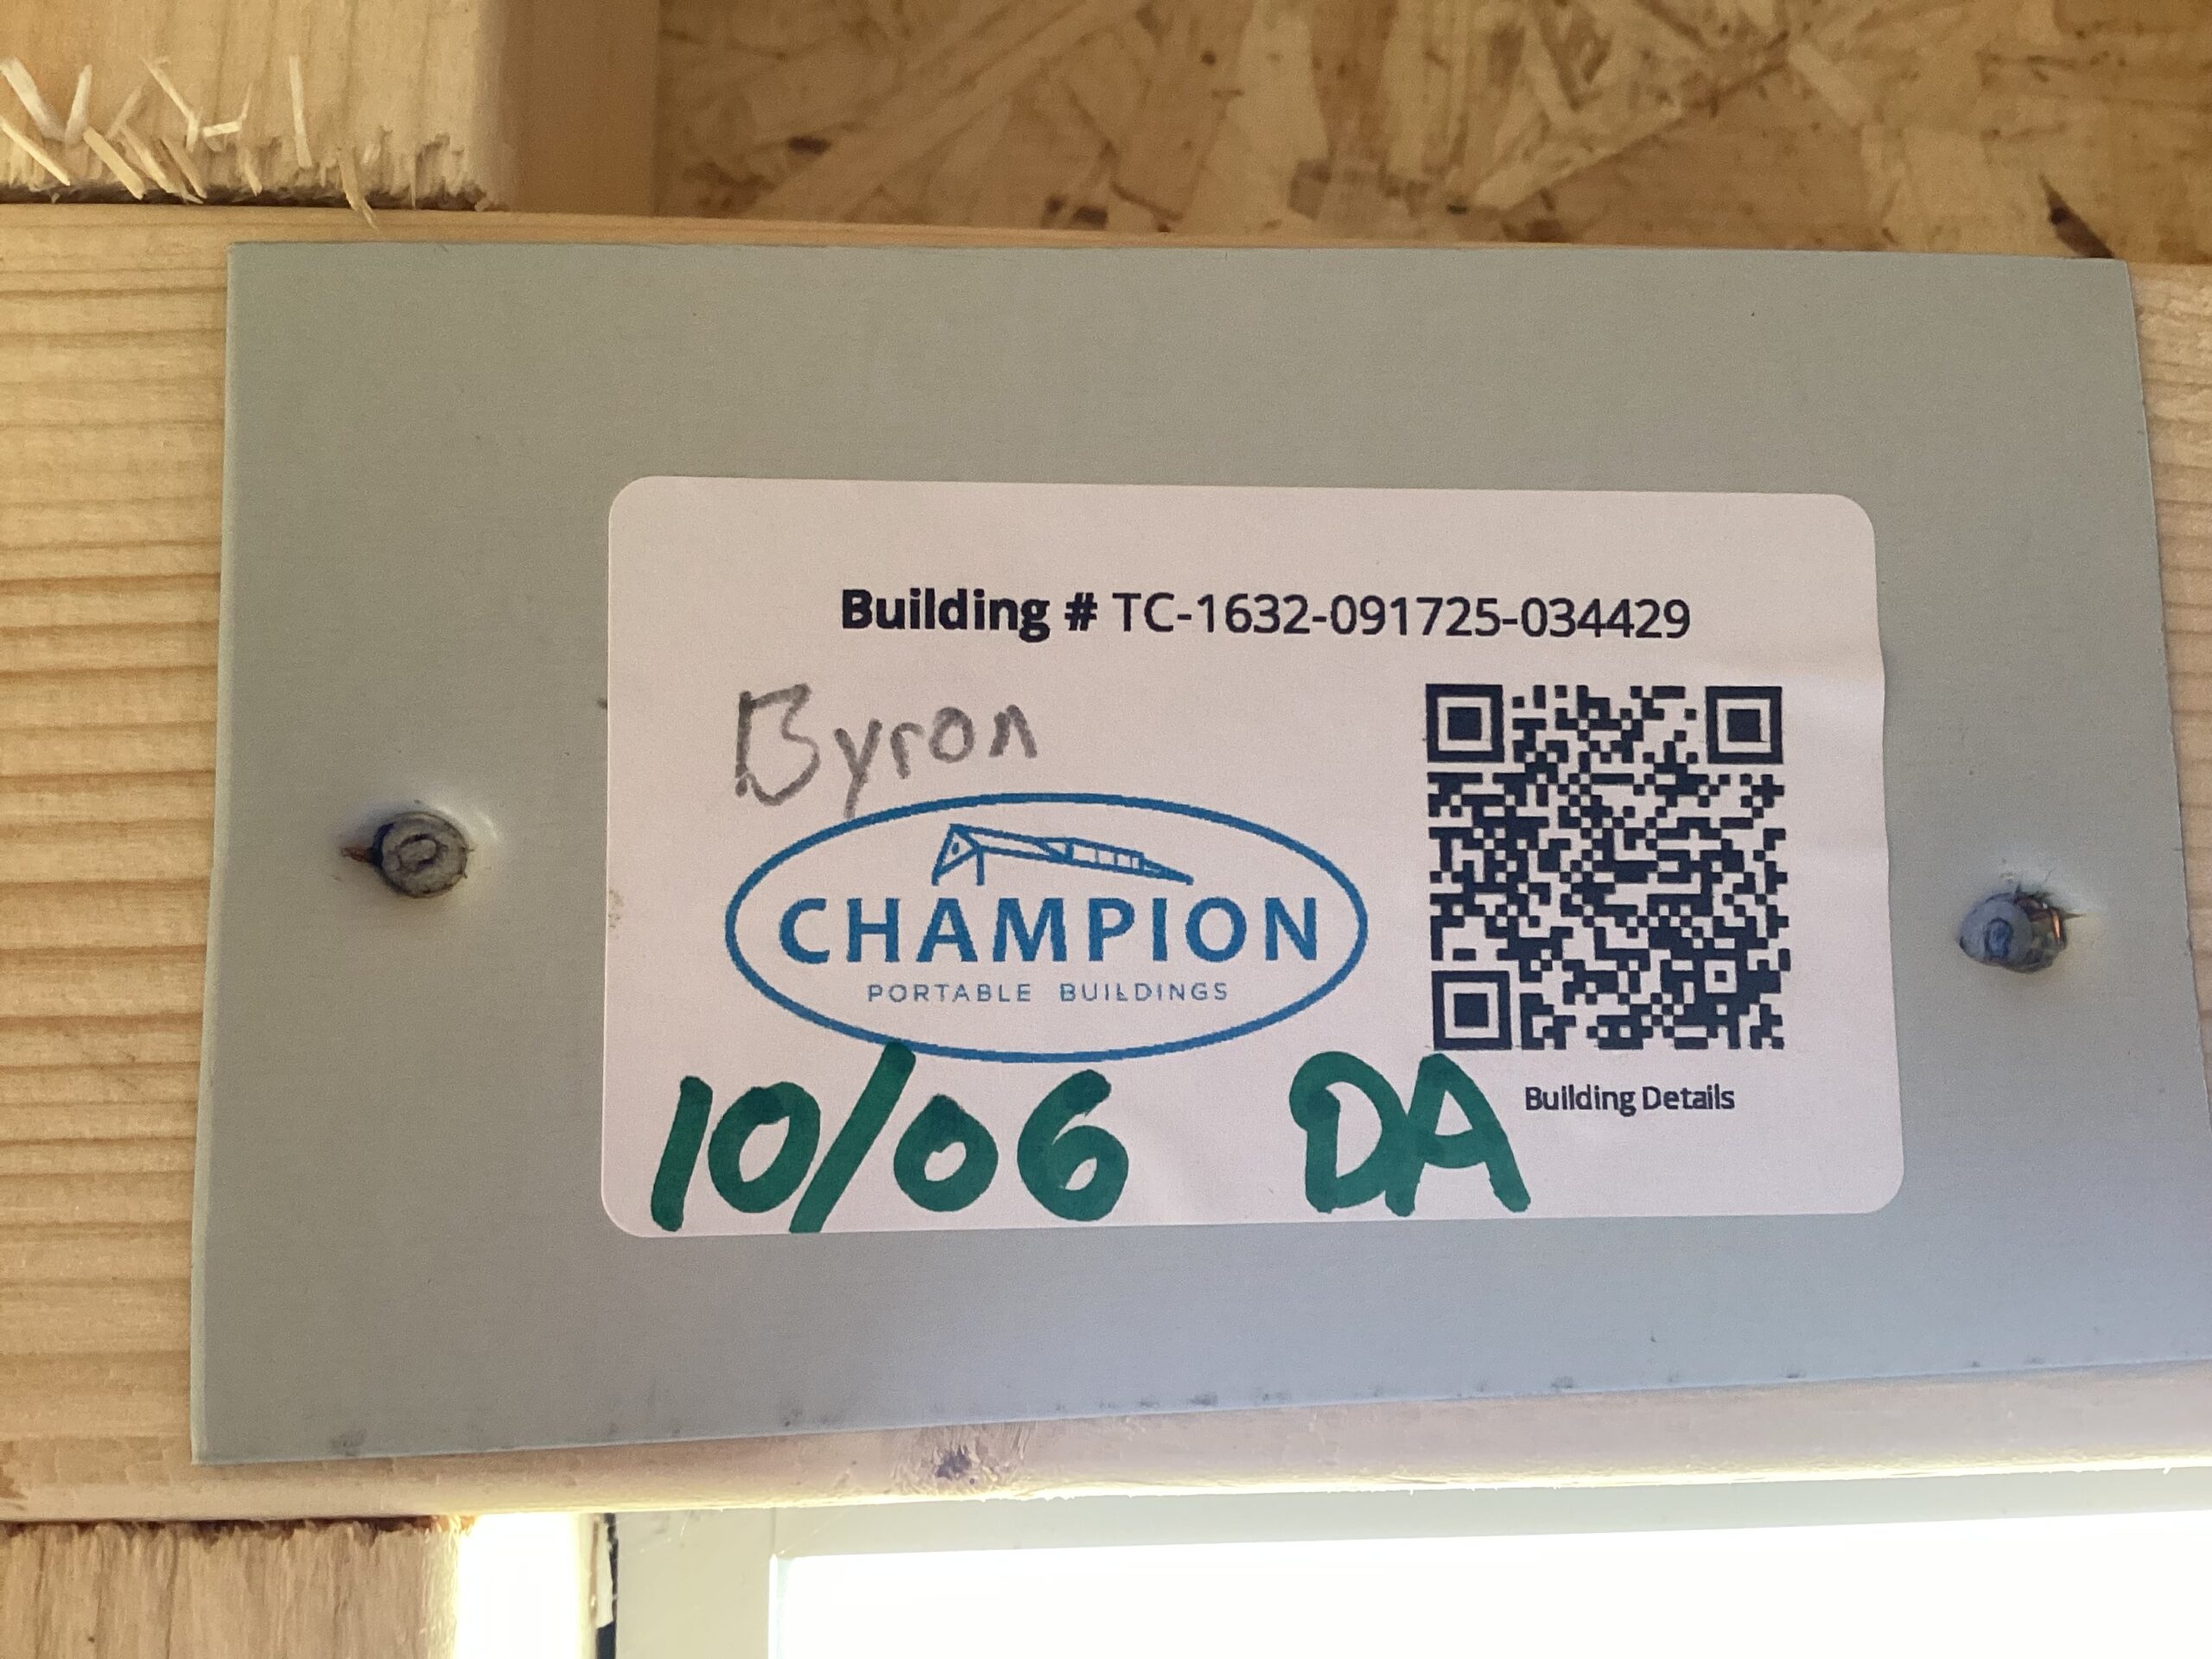 Building # TC-1632-091725-034429
Byron
CHAMPION
PORTABLE BUILDINGS
10/06 DA
Building Details